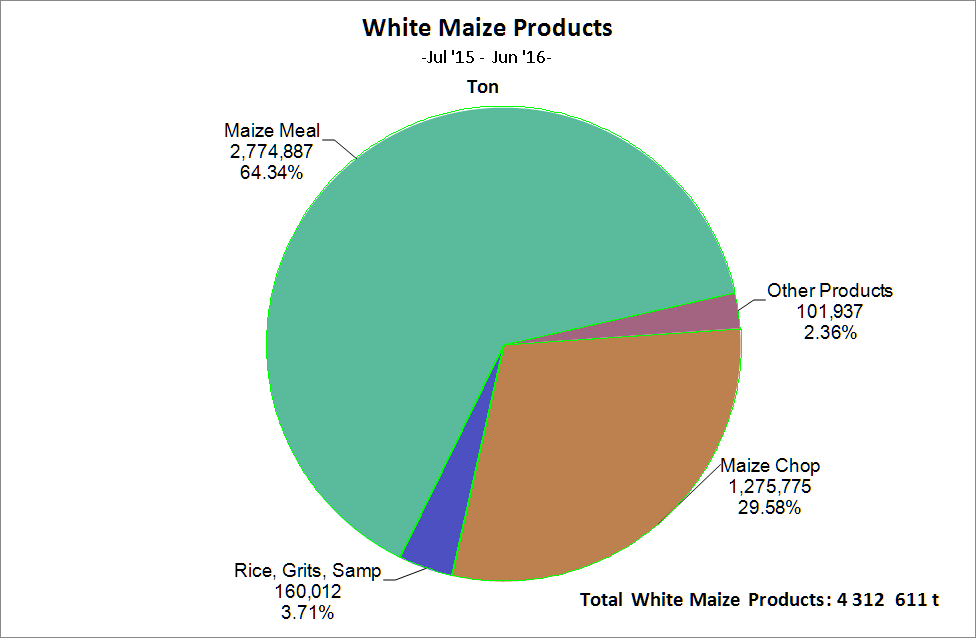 White Maize Products
-Jul '15 - Jun '16-
Ton
Maize Meal
2,774,887
64.34%
Other Products
101,937
2.36%
Maize Chop
1,275,775
29.58%
Rice, Grits, Samp
160,012
3.71%
Total White Maize Products: 4 312 611 t